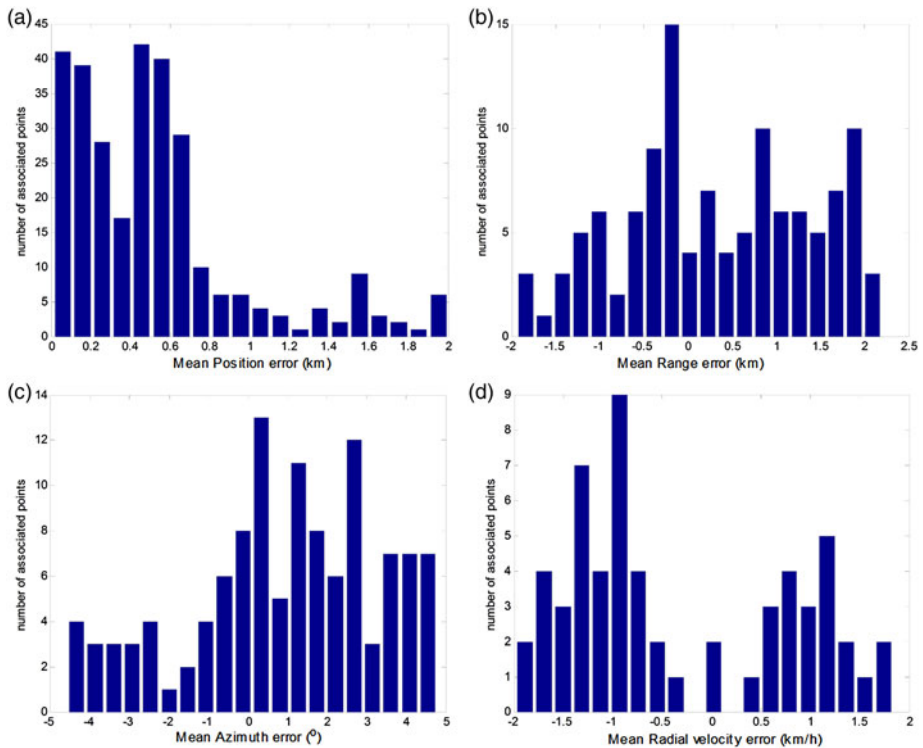 (a)
45
40
35
30
25
20
15
10
5
0
number of associated points
0 0.2 0.4 0.6 0.8 1 1.2 1.4 1.6 1.8 2
Mean Position error (km)
(b)
15
10
5
0
number of associated points
-2 -1.5 -1 -0.5 0 0.5 1 1.5 2 2.5
Mean Range error (km)
(c)
14
12
10
8
6
4
2
0
number of associated points
-5 -4 -3 -2 -1 0 1 2 3 4 5
Mean Azimuth error (º)
(d)
9
8
7
6
5
4
3
2
1
0
number of associated points
-2 -1.5 -1 -0.5 0 0.5 1 1.5 2
Mean Radial velocity error (km/h)